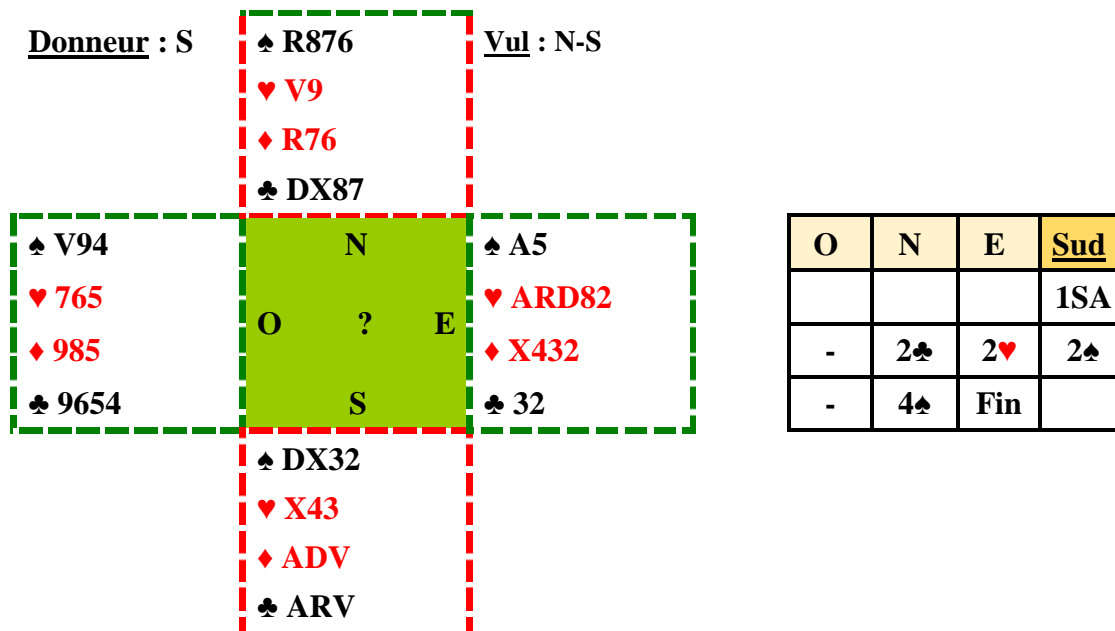 Donneur : S
♠ R876
Vul : N-S
♥ V9
♦ R76
♣ DX87
♠ V94
N
♠ A5
♥ 765
♥ ARD82
O ? E
♦ 985
♦ X432
♣ 9654
S
♣ 32
♠ DX32
♥ X43
♦ ADV
♣ ARV
O N E Sud
1SA
- 2♣ 2♥ 2♠
- 4♠ Fin